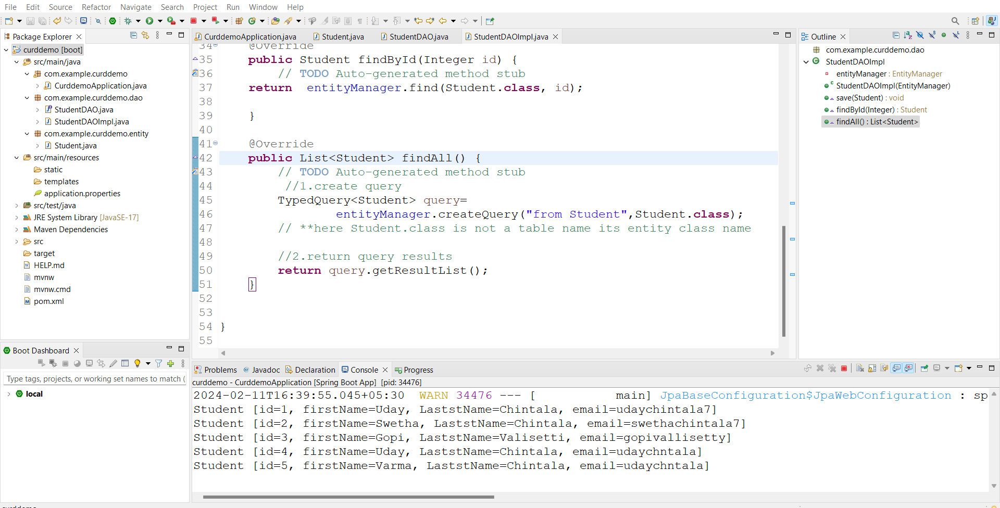 File Edit Source Refactor Navigate Search Project Run Window Help
Package Explorer
curddemo [boot]
src/main/java
com.example.curddemo
CurddemoApplication.java
com.example.curddemo.dao
StudentDAO.java
StudentDAOImpl.java
com.example.curddemo.entity
Student.java
src/main/resources
static
templates
application.properties
src/test/java
JRE System Library [JavaSE-17]
Maven Dependencies
src
target
HELP.md
mvnw
mvnw.cmd
pom.xml
Boot Dashboard
Type tags, projects, or working set names to match (
local
CurddemoApplication.java Student.java StudentDAO.java StudentDAOImpl.java
34 @Override
35 public Student findById(Integer id) {
36 // TODO Auto-generated method stub
37 return entityManager.find(Student.class, id);
38
39 }
40
41 @Override
42 public List<Student> findAll() {
43 // TODO Auto-generated method stub
44 //1.create query
45 TypedQuery<Student> query=
46 entityManager.createQuery("from Student",Student.class);
47 // **here Student.class is not a table name its entity class name
48
49 //2.return query results
50 return query.getResultList();
51 }
52
53
54 }
55
Outline
com.example.curddemo.dao
StudentDAOImpl
entityManager : EntityManager
StudentDAOImpl(EntityManager)
save(Student) : void
findById(Integer) : Student
findAll() : List<Student>
Problems Javadoc Declaration Console Progress
curddemo - CurddemoApplication [Spring Boot App] [pid: 34476]
2024-02-11T16:39:55.045+05:30 WARN 34476 --- [ main] JpaBaseConfiguration$JpaWebConfiguration : sp
Student [id=1, firstName=Uday, LaststName=Chintala, email=udaychintala7]
Student [id=2, firstName=Swetha, LaststName=Chintala, email=swethachintala7]
Student [id=3, firstName=Gopi, LaststName=Valisetti, email=gopivallisetty]
Student [id=4, firstName=Uday, LaststName=Chintala, email=udaychntala]
Student [id=5, firstName=Varma, LaststName=Chintala, email=udaychntala]